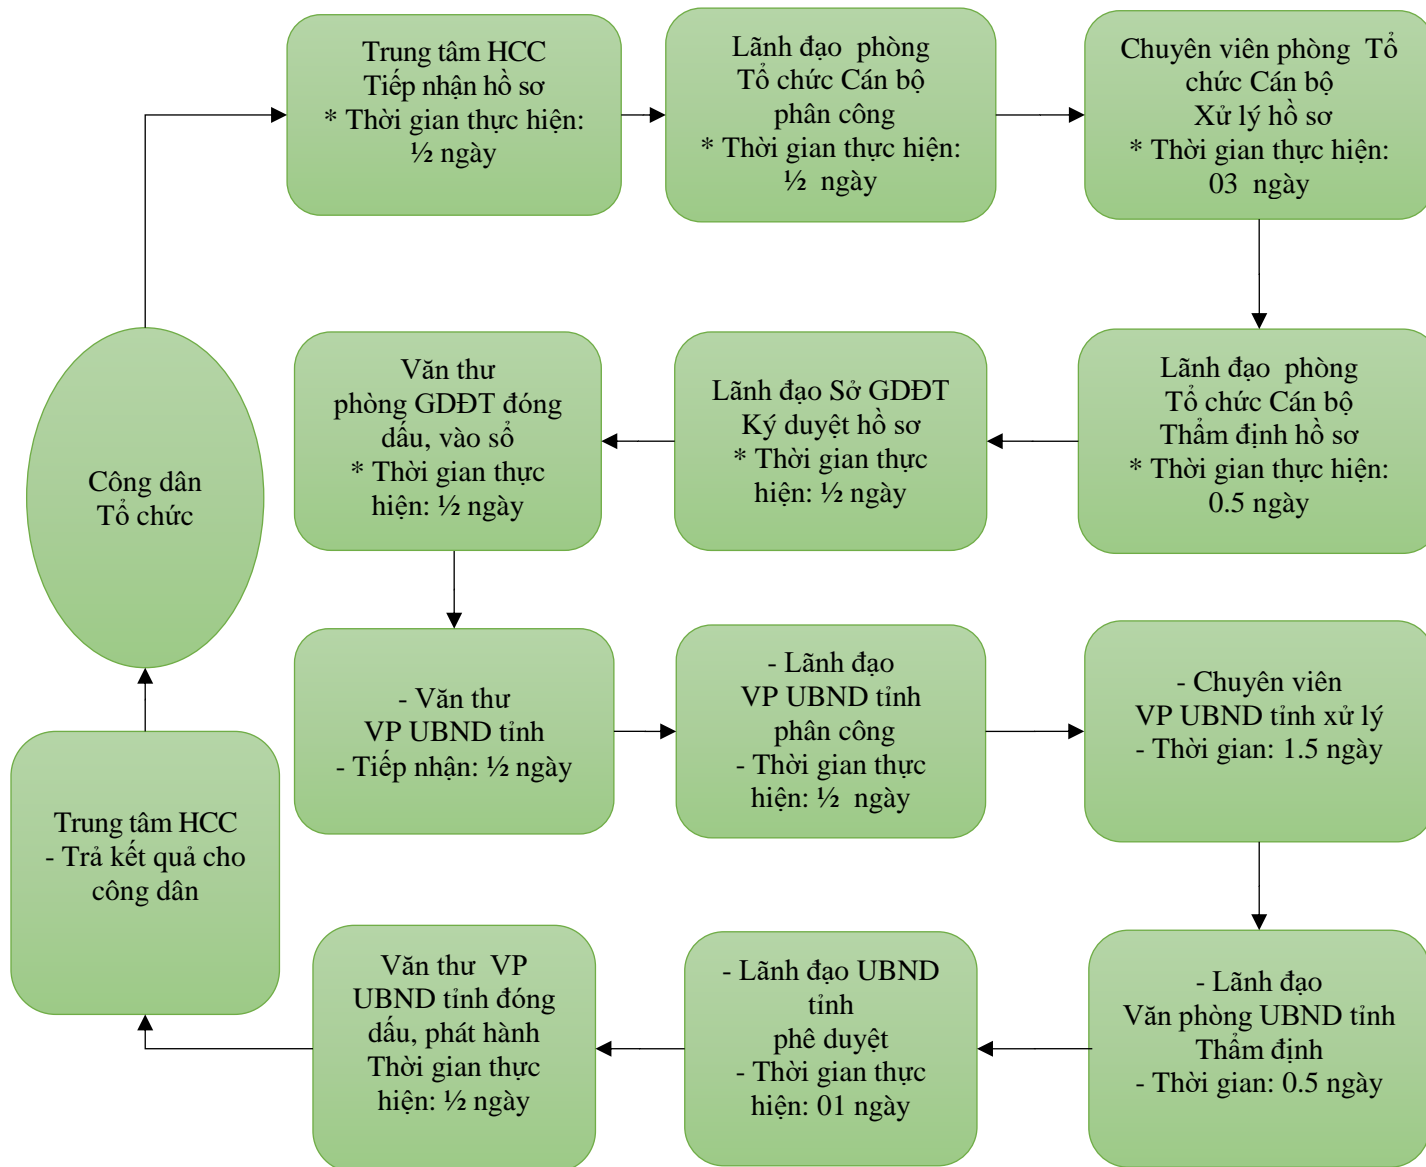 Trung tâm HCC
Tiếp nhận hồ sơ
* Thời gian thực hiện:
½ ngày
Lãnh đạo phòng
Tổ chức Cán bộ
phân công
* Thời gian thực hiện:
½ ngày
Chuyên viên phòng Tổ
chức Cán bộ
Xử lý hồ sơ
* Thời gian thực hiện:
03 ngày
Lãnh đạo phòng
Tổ chức Cán bộ
Thẩm định hồ sơ
* Thời gian thực hiện:
0.5 ngày
Lãnh đạo Sở GDĐT
Ký duyệt hồ sơ
* Thời gian thực
hiện: ½ ngày
Văn thư
phòng GDĐT đóng
dấu, vào sổ
* Thời gian thực
hiện: ½ ngày
Công dân
Tổ chức
- Văn thư
VP UBND tỉnh
- Tiếp nhận: ½ ngày
- Lãnh đạo
VP UBND tỉnh
phân công
- Thời gian thực
hiện: ½ ngày
- Chuyên viên
VP UBND tỉnh xử lý
- Thời gian: 1.5 ngày
- Lãnh đạo
Văn phòng UBND tỉnh
Thẩm định
- Thời gian: 0.5 ngày
- Lãnh đạo UBND
tỉnh
phê duyệt
- Thời gian thực
hiện: 01 ngày
Văn thư VP
UBND tỉnh đóng
dấu, phát hành
Thời gian thực
hiện: ½ ngày
Trung tâm HCC
- Trả kết quả cho
công dân